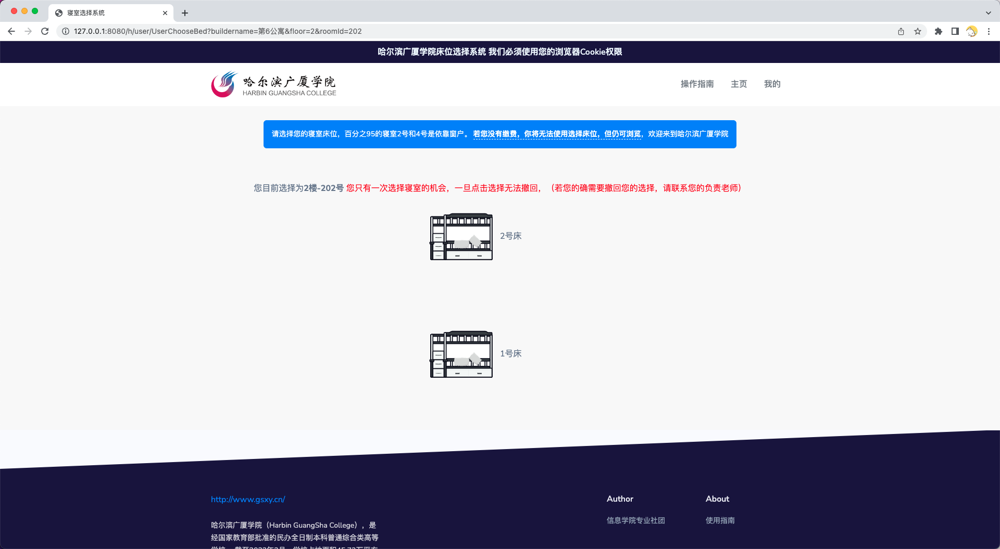 寝室选择系统
127.0.0.1:8080/h/user/UserChooseBed?buildername=第6公寓&floor=2&roomId=202
哈尔滨广厦学院床位选择系统 我们必须使用您的浏览器Cookie权限
哈尔滨广厦学院
HARBIN GUANGSHA COLLEGE
操作指南 主页 我的
请选择您的寝室床位，百分之95的寝室2号和4号是依靠窗户。 若您没有缴费，你将无法使用选择床位，但仍可浏览，欢迎来到哈尔滨广厦学院
您目前选择为2楼-202号 您只有一次选择寝室的机会，一旦点击选择无法撤回，（若您的确需要撤回您的选择，请联系您的负责老师）
2号床
1号床
http://www.gsxy.cn/
Author
About
信息学院专业社团
使用指南
哈尔滨广厦学院（Harbin GuangSha College），是
经国家教育部批准的民办全日制本科普通综合类高等